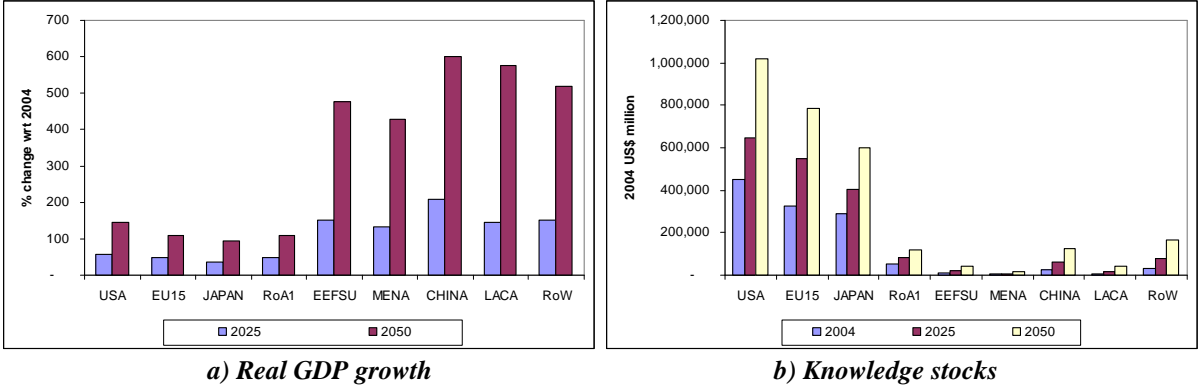 700
600
500
400
300
200
100
-
% change wrt 2004
USA EU15 JAPAN RoA1 EEFSU MENA CHINA LACA RoW
2025 2050
a) Real GDP growth
1,200,000
1,000,000
800,000
600,000
400,000
200,000
-
2004 US$ million
USA EU15 JAPAN RoA1 EEFSU MENA CHINA LACA RoW
2004 2025 2050
b) Knowledge stocks